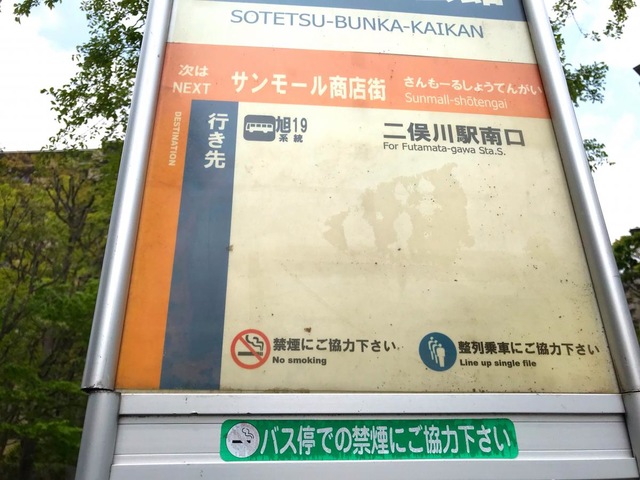 SOTETSU-BUNKA-KAIKAN
次は サンモール商店街 さんもーるしょうてんがい
NEXT Sunmall-shōtengai
DESTINATION
行き先
旭19 二俣川駅南口
系統 For Futamata-gawa Sta.S.
禁煙にご協力下さい
No smoking
整列乗車にご協力下さい
Line up single file
バス停での禁煙にご協力下さい